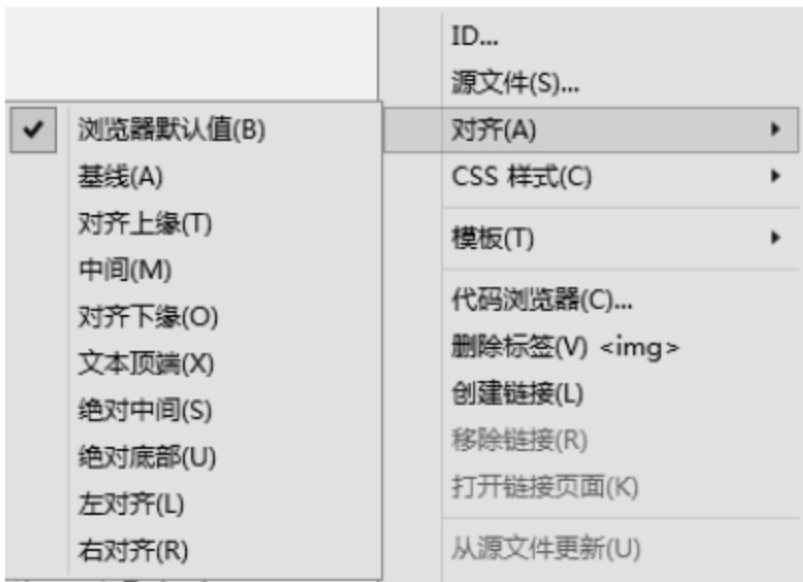 ID...
源文件(S)...
对齐(A)
CSS 样式(C)
模板(T)
代码浏览器(C)...
删除标签(V) <img>
创建链接(L)
移除链接(R)
打开链接页面(K)
从源文件更新(U)
浏览器默认值(B)
基线(A)
对齐上缘(T)
中间(M)
对齐下缘(O)
文本顶端(X)
绝对中间(S)
绝对底部(U)
左对齐(L)
右对齐(R)